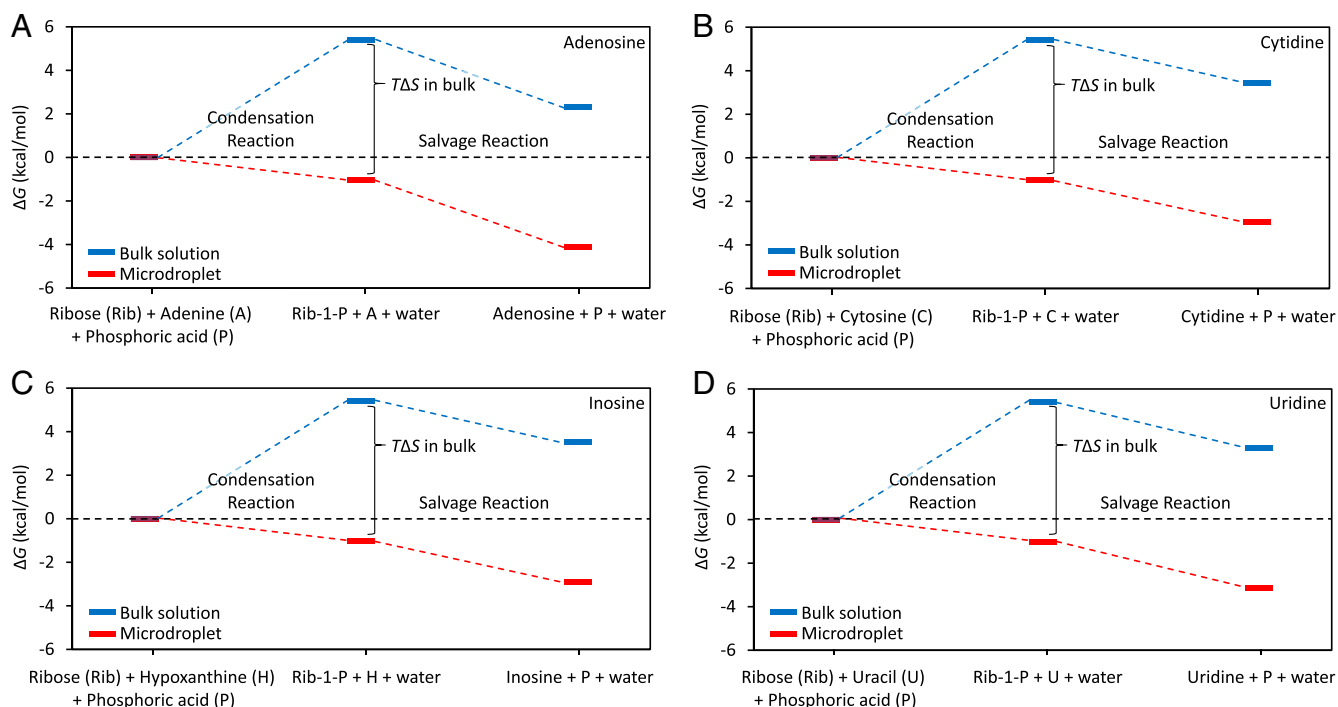 A
6
4
2
0
-2
-4
-6
ΔG (kcal/mol)
Adenosine
TΔS in bulk
Condensation
Reaction
Salvage Reaction
Bulk solution
Microdroplet
Ribose (Rib) + Adenine (A)
+ Phosphoric acid (P)
Rib-1-P + A + water
Adenosine + P + water
B
6
4
2
0
-2
-4
-6
ΔG (kcal/mol)
Cytidine
TΔS in bulk
Condensation
Reaction
Salvage Reaction
Bulk solution
Microdroplet
Ribose (Rib) + Cytosine (C)
+ Phosphoric acid (P)
Rib-1-P + C + water
Cytidine + P + water
C
6
4
2
0
-2
-4
-6
ΔG (kcal/mol)
Inosine
TΔS in bulk
Condensation
Reaction
Salvage Reaction
Bulk solution
Microdroplet
Ribose (Rib) + Hypoxanthine (H)
+ Phosphoric acid (P)
Rib-1-P + H + water
Inosine + P + water
D
6
4
2
0
-2
-4
-6
ΔG (kcal/mol)
Uridine
TΔS in bulk
Condensation
Reaction
Salvage Reaction
Bulk solution
Microdroplet
Ribose (Rib) + Uracil (U)
+ Phosphoric acid (P)
Rib-1-P + U + water
Uridine + P + water